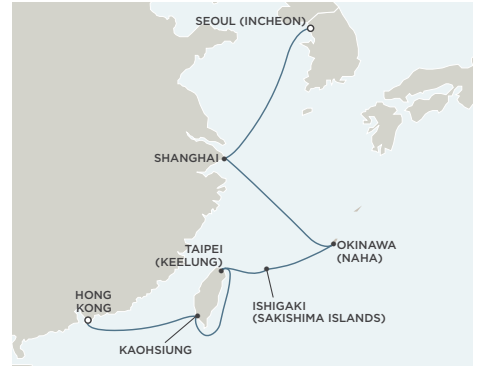 SEOUL (INCHEON)
SHANGHAI
OKINAWA
(NAHA)
TAIPEI
(KEELUNG)
ISHIGAKI
(SAKISHIMA ISLANDS)
HONG
KONG
KAOHSIUNG